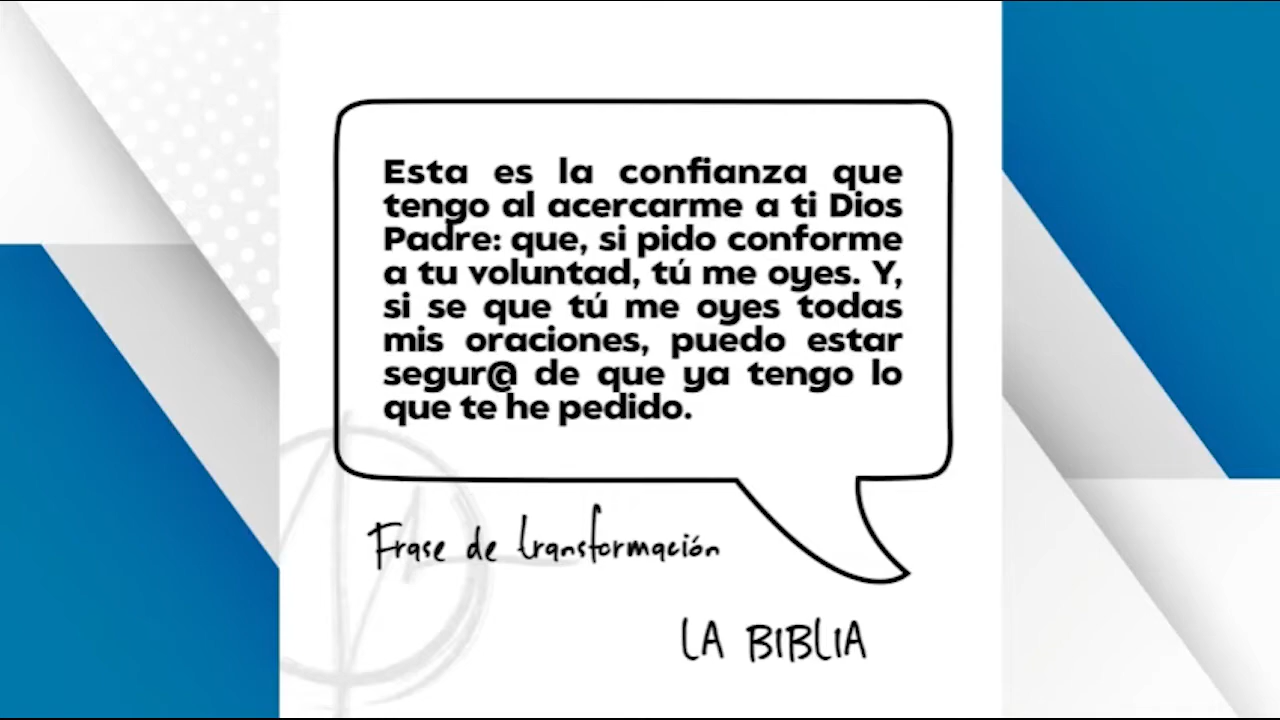 Esta es la confianza que
tengo al acercarme a ti Dios
Padre: que, si pido conforme
a tu voluntad, tú me oyes. Y,
si se que tú me oyes todas
mis oraciones, puedo estar
segur@ de que ya tengo lo
que te he pedido.
Frase de transformación
LA BIBLIA